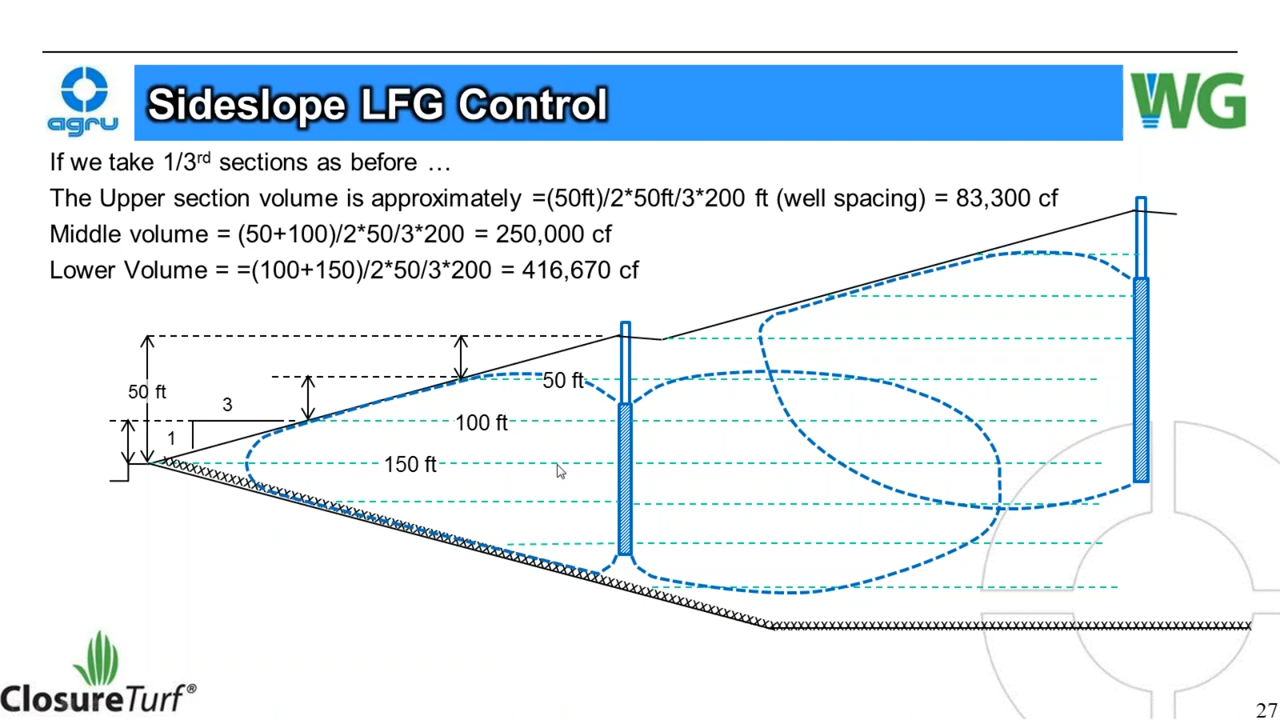 agru
Sideslope LFG Control
WG
If we take 1/3rd sections as before …
The Upper section volume is approximately =(50ft)/2*50ft/3*200 ft (well spacing) = 83,300 cf
Middle volume = (50+100)/2*50/3*200 = 250,000 cf
Lower Volume = =(100+150)/2*50/3*200 = 416,670 cf
50 ft
50 ft
3
100 ft
1
150 ft
ClosureTurf®
27